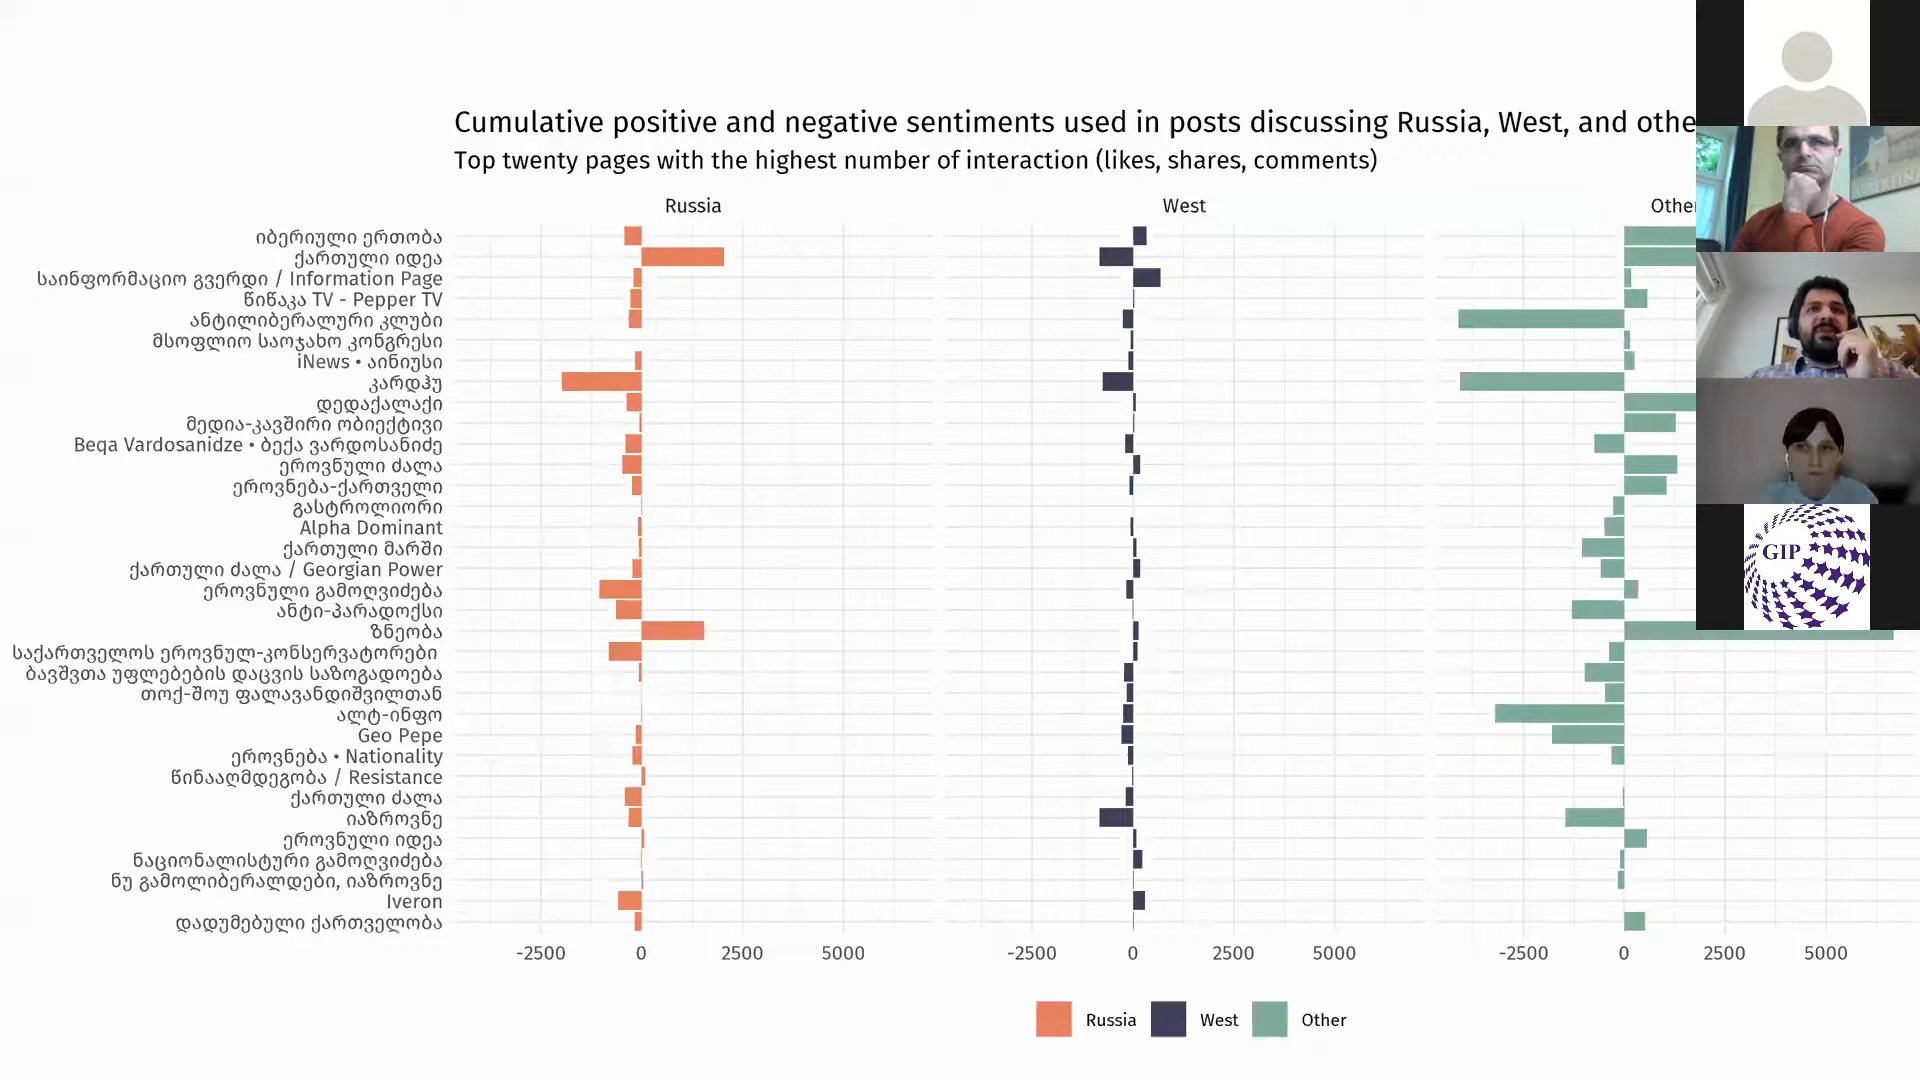 Cumulative positive and negative sentiments used in posts discussing Russia, West, and othe
Top twenty pages with the highest number of interaction (likes, shares, comments)
Russia
West
Other
იბერიული ერთობა
ქართული იდეა
საინფორმაციო გვერდი / Information Page
წიწაკა TV - Pepper TV
ანტილიბერალური კლუბი
მსოფლიო საოჯახო კონგრესი
iNews • აინიუსი
კარდჰუ
დედაქალაქი
მედია-კავშირი ობიექტივი
Beqa Vardosanidze • ბექა ვარდოსანიძე
ეროვნული ძალა
ეროვნება-ქართველი
გასტროლიორი
Alpha Dominant
ქართული მარში
ქართული ძალა / Georgian Power
ეროვნული გამოღვიძება
ანტი-პარადოქსი
ზნეობა
საქართველოს ეროვნულ-კონსერვატორები
ბავშვთა უფლებების დაცვის საზოგადოება
თოქ-შოუ ფალავანდიშვილთან
ალტ-ინფო
Geo Pepe
ეროვნება • Nationality
წინააღმდეგობა / Resistance
ქართული ძალა
იაზროვნე
ეროვნული იდეა
ნაციონალისტური გამოღვიძება
ნუ გამოლიბერალდები, იაზროვნე
Iveron
დადუმებული ქართველობა
-2500 0 2500 5000
-2500 0 2500 5000
-2500 0 2500 5000
Russia West Other
GIP